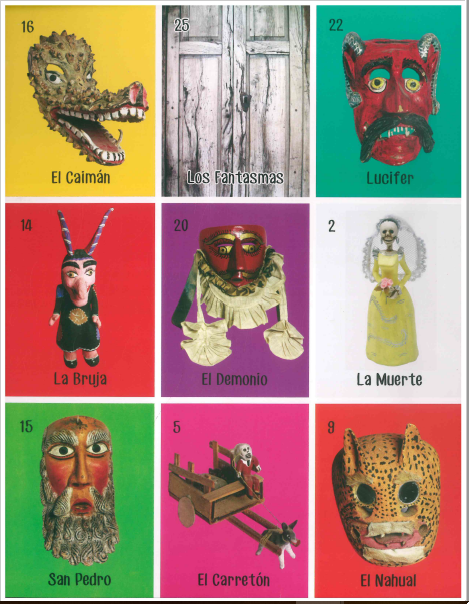 16
El Caimán
25
Los Fantasmas
22
Lucifer
14
La Bruja
20
El Demonio
2
La Muerte
15
San Pedro
5
El Carretón
9
El Nahual